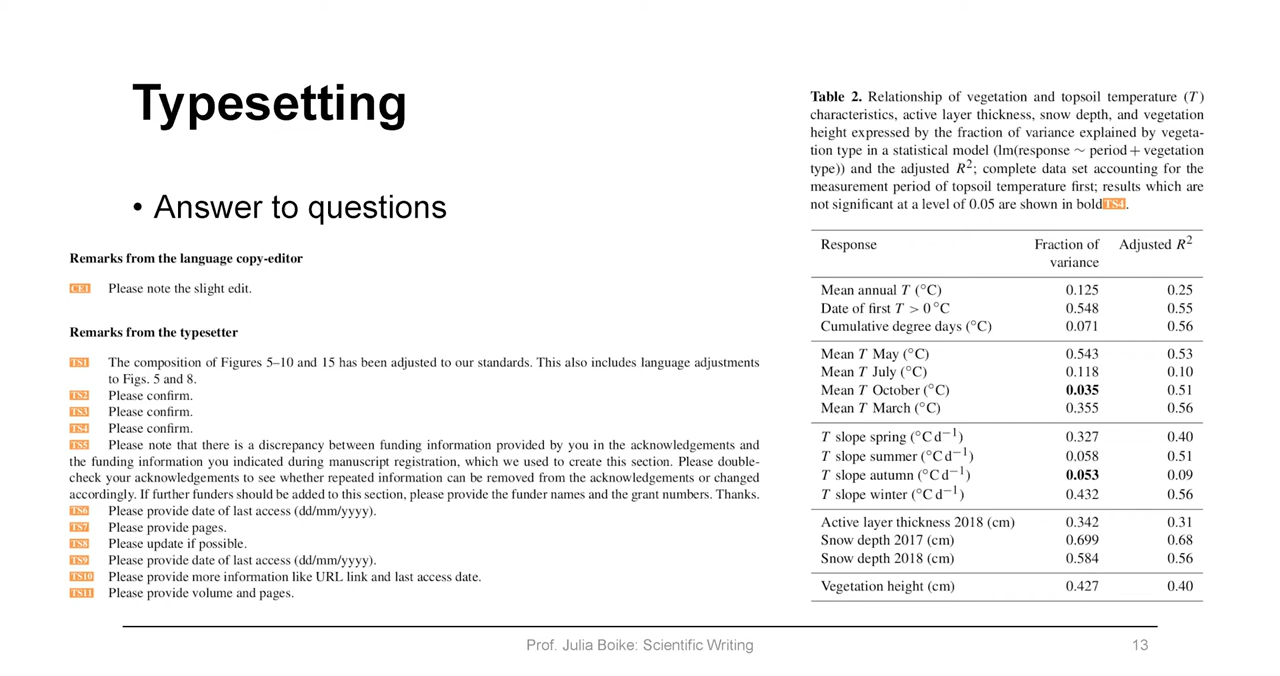 Typesetting
• Answer to questions
Remarks from the language copy-editor
CE1 Please note the slight edit.
Remarks from the typesetter
TS1 The composition of Figures 5–10 and 15 has been adjusted to our standards. This also includes language adjustments
to Figs. 5 and 8.
TS2 Please confirm.
TS3 Please confirm.
TS4 Please confirm.
TS5 Please note that there is a discrepancy between funding information provided by you in the acknowledgements and
the funding information you indicated during manuscript registration, which we used to create this section. Please double-
check your acknowledgements to see whether repeated information can be removed from the acknowledgements or changed
accordingly. If further funders should be added to this section, please provide the funder names and the grant numbers. Thanks.
TS6 Please provide date of last access (dd/mm/yyyy).
TS7 Please provide pages.
TS8 Please update if possible.
TS9 Please provide date of last access (dd/mm/yyyy).
TS10 Please provide more information like URL link and last access date.
TS11 Please provide volume and pages.
Table 2. Relationship of vegetation and topsoil temperature (T)
characteristics, active layer thickness, snow depth, and vegetation
height expressed by the fraction of variance explained by vegeta-
tion type in a statistical model (lm(response ∼ period + vegetation
type)) and the adjusted R²; complete data set accounting for the
measurement period of topsoil temperature first; results which are
not significant at a level of 0.05 are shown in bold TS4.
Response Fraction of Adjusted R²
variance
Mean annual T (°C) 0.125 0.25
Date of first T > 0 °C 0.548 0.55
Cumulative degree days (°C) 0.071 0.56
Mean T May (°C) 0.543 0.53
Mean T July (°C) 0.118 0.10
Mean T October (°C) 0.035 0.51
Mean T March (°C) 0.355 0.56
T slope spring (°C d⁻¹) 0.327 0.40
T slope summer (°C d⁻¹) 0.058 0.51
T slope autumn (°C d⁻¹) 0.053 0.09
T slope winter (°C d⁻¹) 0.432 0.56
Active layer thickness 2018 (cm) 0.342 0.31
Snow depth 2017 (cm) 0.699 0.68
Snow depth 2018 (cm) 0.584 0.56
Vegetation height (cm) 0.427 0.40
Prof. Julia Boike: Scientific Writing 13